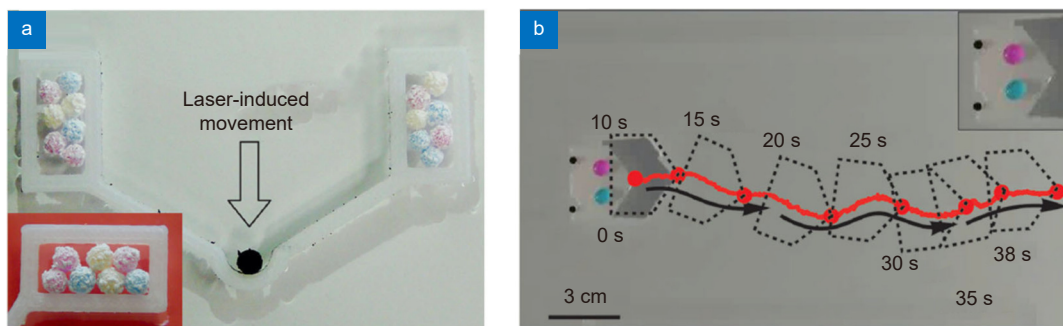 a
Laser-induced
movement
b
10 s
15 s
20 s
25 s
0 s
30 s
38 s
35 s
3 cm